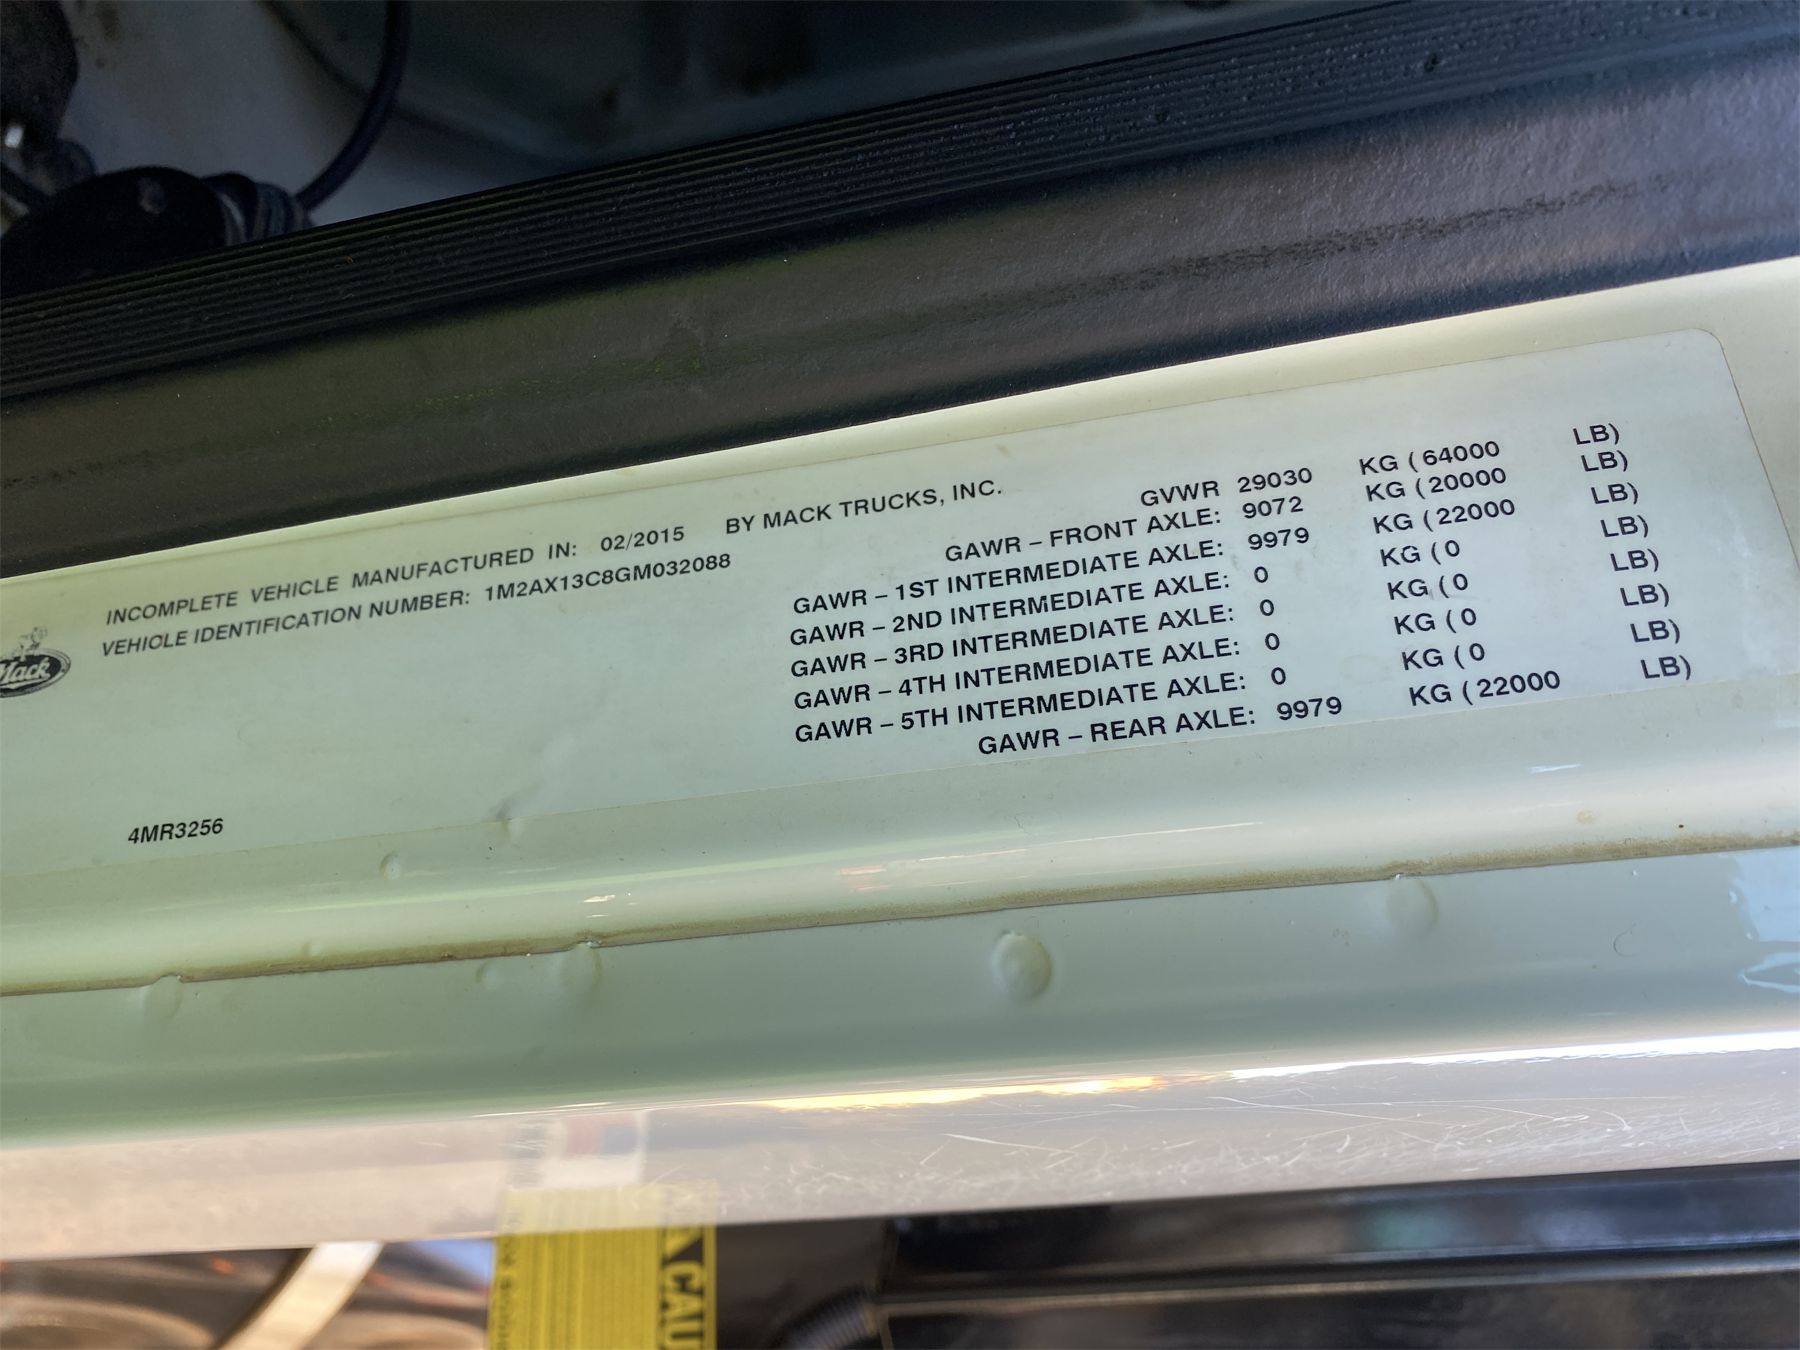 INCOMPLETE VEHICLE MANUFACTURED IN: 02/2015 BY MACK TRUCKS, INC.
VEHICLE IDENTIFICATION NUMBER: 1M2AX13C8GM032088
GVWR 29030 KG (64000 LB)
GAWR – FRONT AXLE: 9072 KG (20000 LB)
GAWR – 1ST INTERMEDIATE AXLE: 9979 KG (22000 LB)
GAWR – 2ND INTERMEDIATE AXLE: 0 KG (0 LB)
GAWR – 3RD INTERMEDIATE AXLE: 0 KG (0 LB)
GAWR – 4TH INTERMEDIATE AXLE: 0 KG (0 LB)
GAWR – 5TH INTERMEDIATE AXLE: 0 KG (0 LB)
GAWR – REAR AXLE: 9979 KG (22000 LB)
Mack
4MR3256
CAU